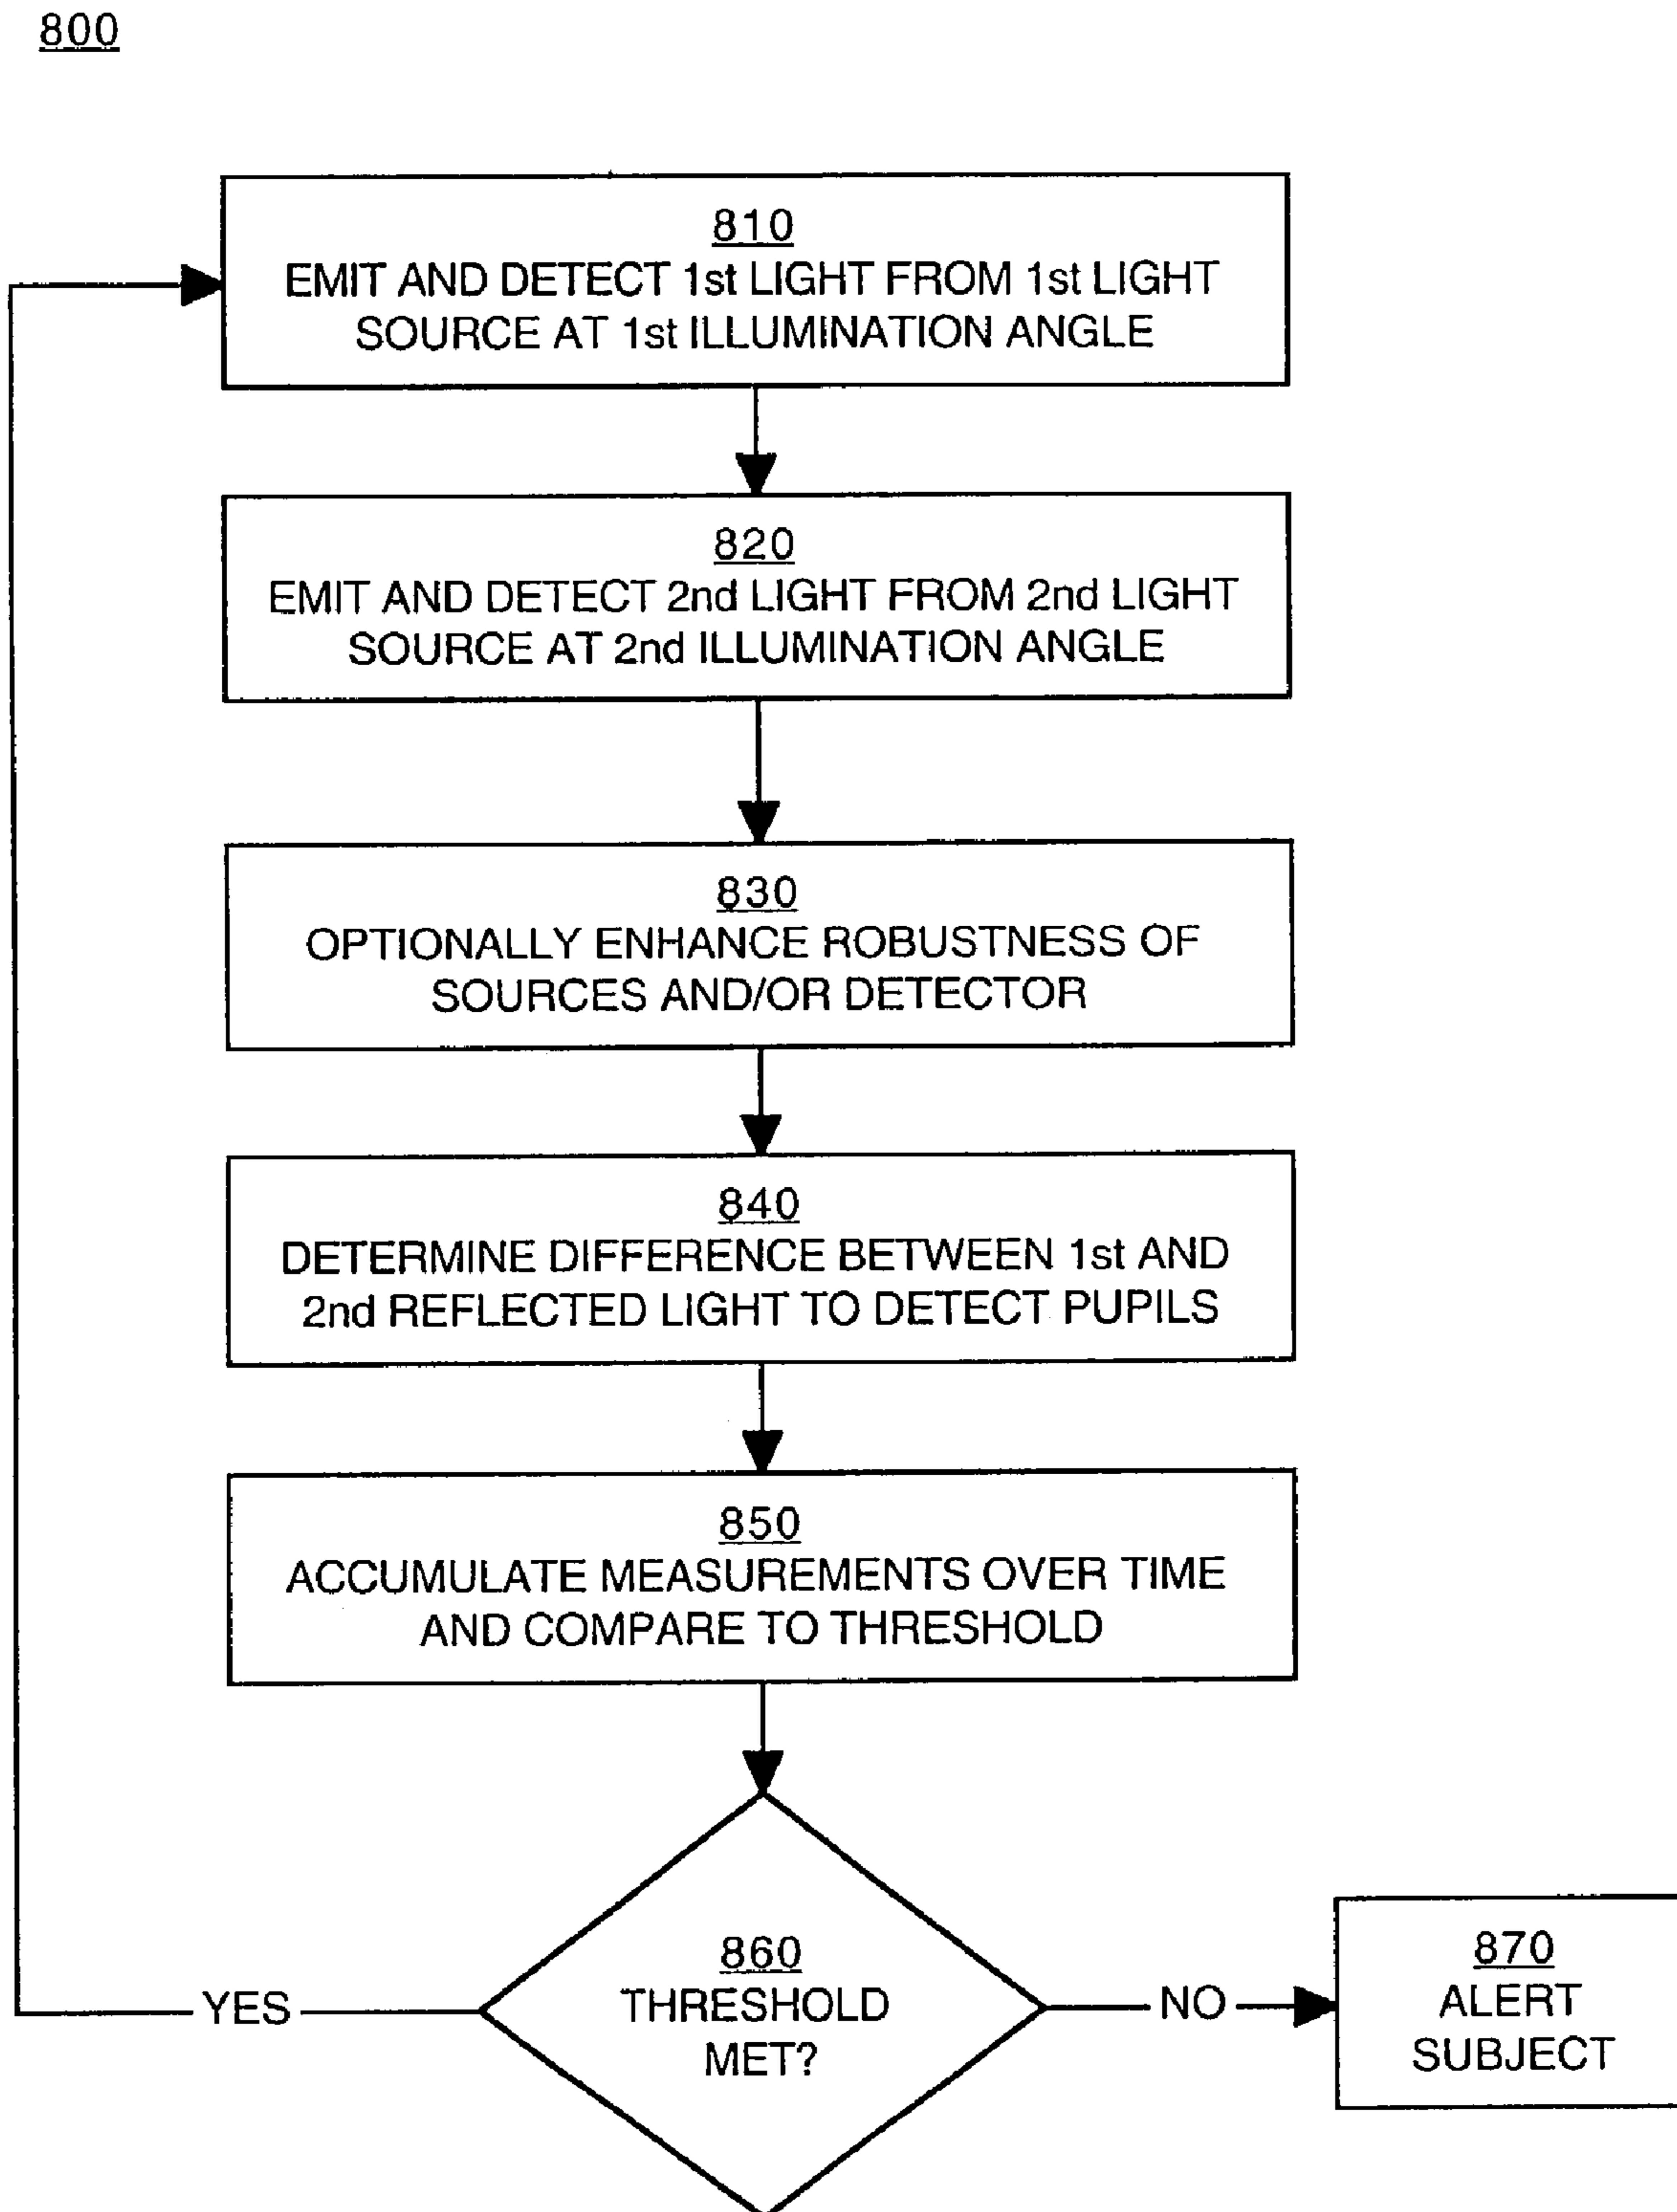 800
810
EMIT AND DETECT 1st LIGHT FROM 1st LIGHT
SOURCE AT 1st ILLUMINATION ANGLE
820
EMIT AND DETECT 2nd LIGHT FROM 2nd LIGHT
SOURCE AT 2nd ILLUMINATION ANGLE
830
OPTIONALLY ENHANCE ROBUSTNESS OF
SOURCES AND/OR DETECTOR
840
DETERMINE DIFFERENCE BETWEEN 1st AND
2nd REFLECTED LIGHT TO DETECT PUPILS
850
ACCUMULATE MEASUREMENTS OVER TIME
AND COMPARE TO THRESHOLD
860
THRESHOLD
MET?
YES
NO
870
ALERT
SUBJECT